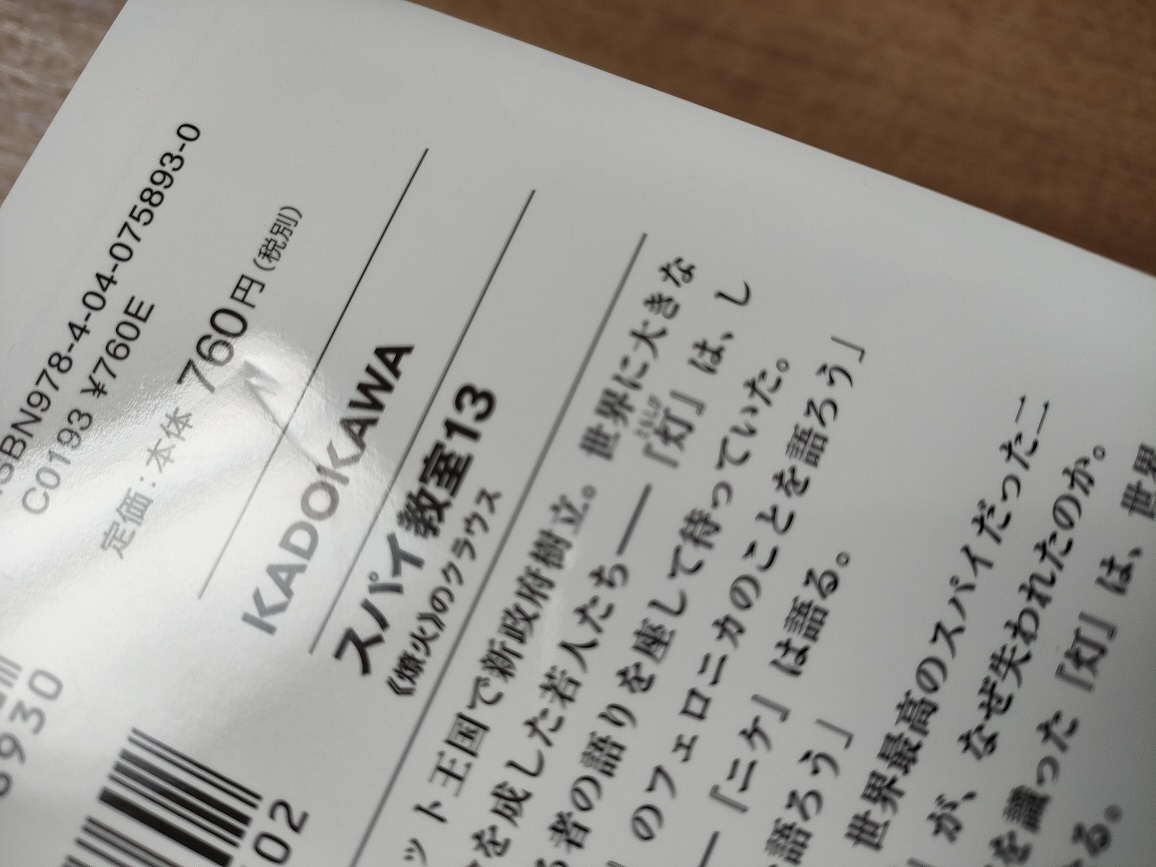 ISBN978-4-04-075893-0
C0193 ¥760E
定価：本体 760円（税別）
KADOKAWA
スパイ教室13
《燎火》のクラウス
ット王国で新政府樹立。世界に大きな
を成した若人たち――『灯』は、し
者の語りを座して待っていた。
のフェロニカのことを語ろう」
―『ニケ』は語る。
語ろう」
世界最高のスパイだった二
が、なぜ失われたのか。
を識った『灯』は、世界
る。
8930
02